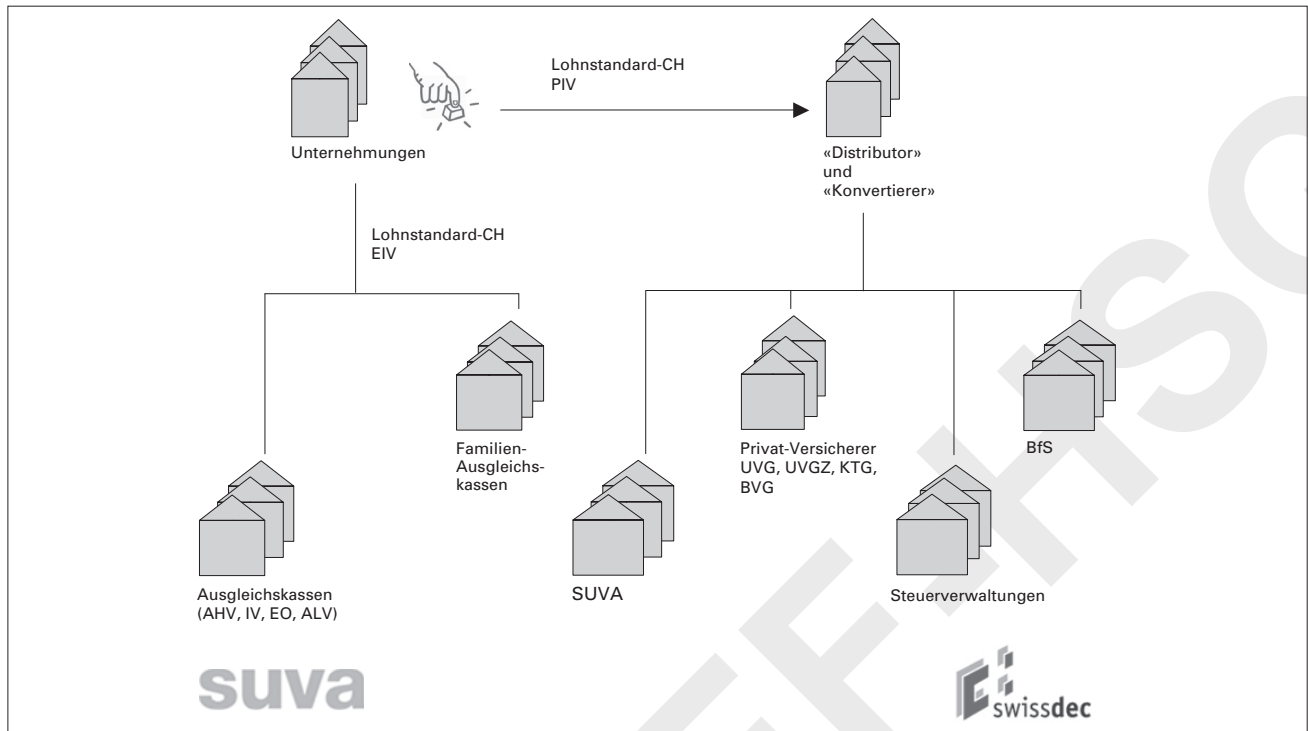 Lohnstandard-CH
PIV
Unternehmungen
«Distributor»
und
«Konvertierer»
Lohnstandard-CH
EIV
Familien-
Ausgleichs-
kassen
Privat-Versicherer
UVG, UVGZ, KTG,
BVG
BfS
Ausgleichskassen
(AHV, IV, EO, ALV)
SUVA
Steuerverwaltungen
suva
swissdec